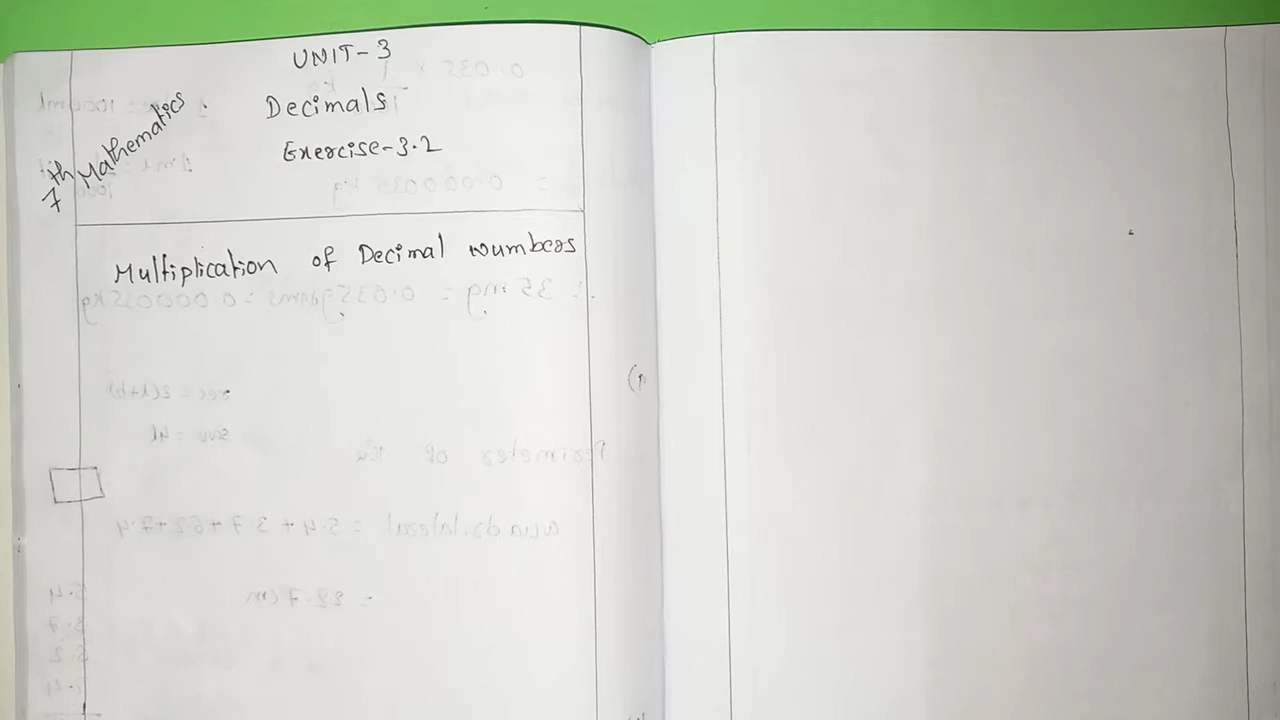 UNIT-3
Decimals
Exercise-3.2
7th Mathematics.
Multiplication of Decimal numbers